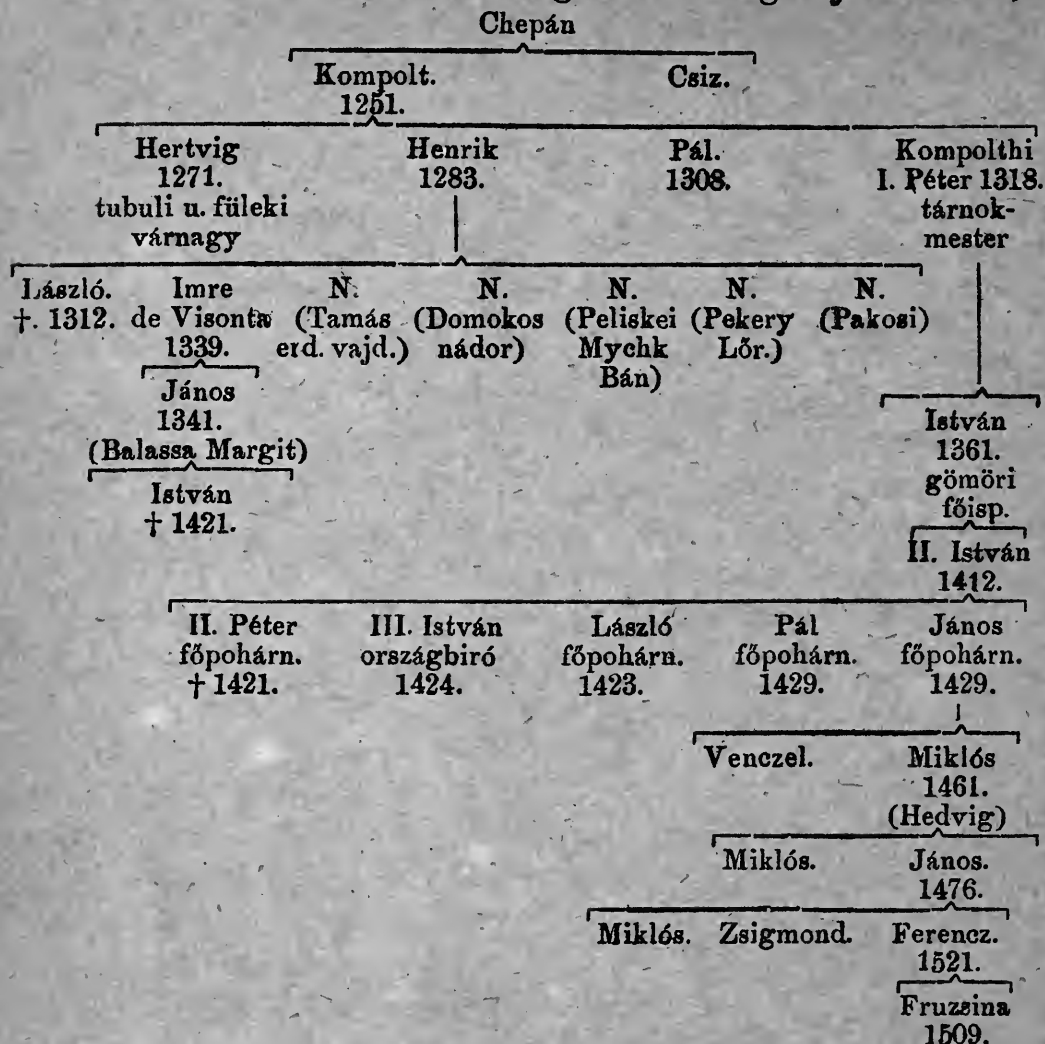 Chepán
Kompolt. Csiz.
1251.
Hertvig Henrik Pál. Kompolthi
1271. 1283. 1308. I. Péter 1318.
tubuli u. füleki tárnok-
várnagy mester
László. Imre N. N. N. N. N.
†. 1312. de Visonta (Tamás (Domokos (Peliskei (Pekery (Pakosi)
1339. erd. vajd.) nádor) Mychk Lőr.)
Bán)
János
1341. István
(Balassa Margit) 1361.
István gömöri
† 1421. főisp.
II. István
1412.
II. Péter III. István László Pál János
főpohárn. országbiró főpohárn. főpohárn. főpohárn.
† 1421. 1424. 1423. 1429. 1429.
Venczel. Miklós
1461.
(Hedvig)
Miklós. János.
1476.
Miklós. Zsigmond. Ferencz.
1521.
Fruzsina
1509.